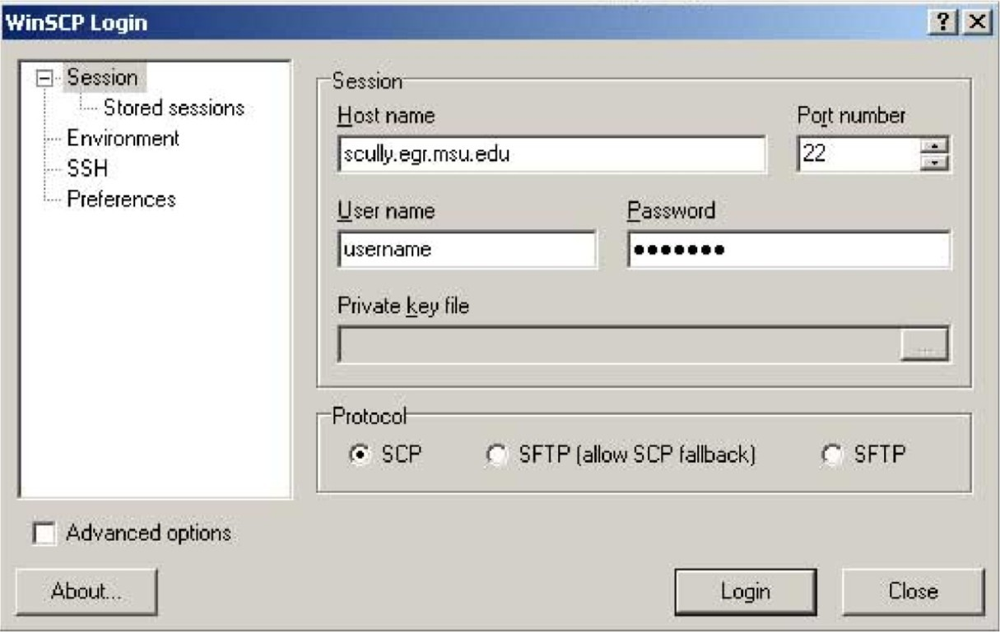 WinSCP Login
Session
Stored sessions
Environment
SSH
Preferences
Advanced options
About...
Session
Host name
Port number
scully.egr.msu.edu
22
User name
Password
username
•••••••
Private key file
...
Protocol
SCP
SFTP (allow SCP fallback)
SFTP
Login
Close